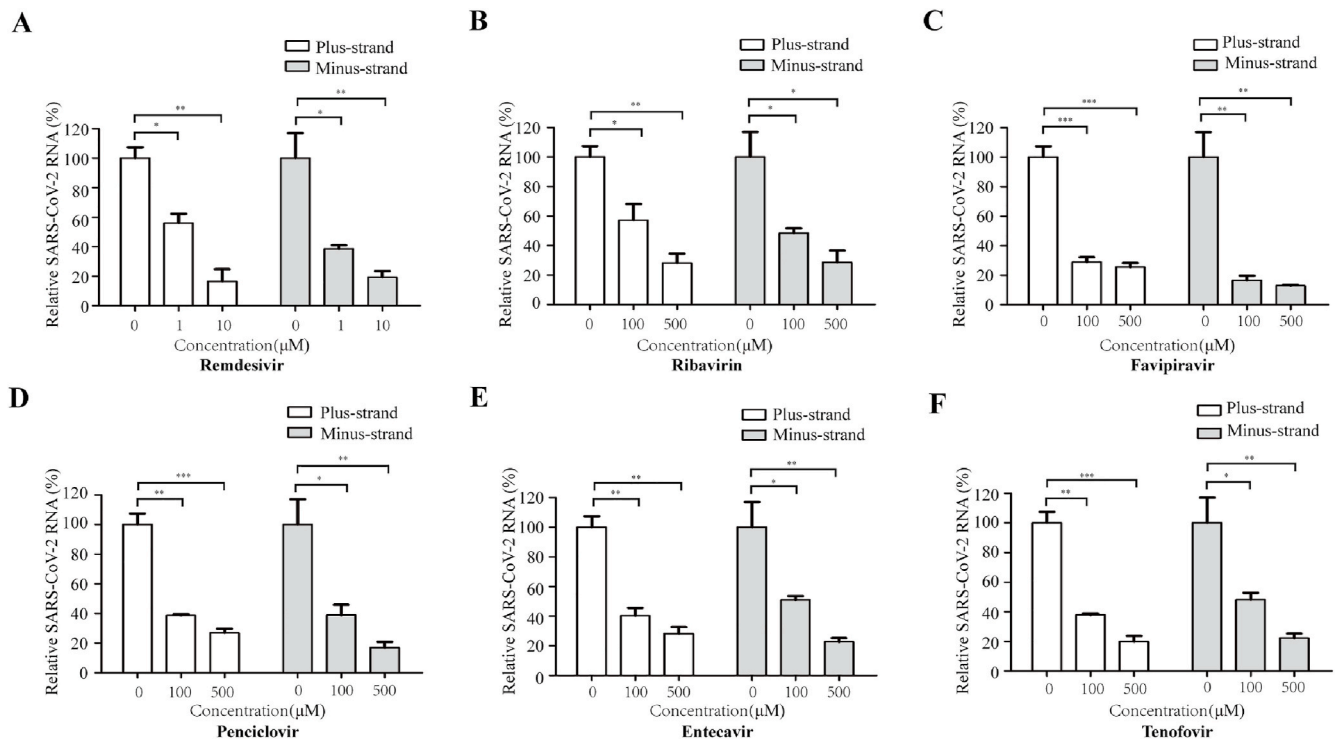 A
Plus-strand
Minus-strand
Relative SARS-CoV-2 RNA (%)
120
100
80
60
40
20
0
*
**
*
**
0 1 10 0 1 10
Concentration(μM)
Remdesivir
B
Plus-strand
Minus-strand
Relative SARS-CoV-2 RNA (%)
120
100
80
60
40
20
0
**
*
*
*
0 100 500 0 100 500
Concentration(μM)
Ribavirin
C
Plus-strand
Minus-strand
Relative SARS-CoV-2 RNA (%)
120
100
80
60
40
20
0
***
***
**
**
0 100 500 0 100 500
Concentration(μM)
Favipiravir
D
Plus-strand
Minus-strand
Relative SARS-CoV-2 RNA (%)
120
100
80
60
40
20
0
***
**
**
*
0 100 500 0 100 500
Concentration(μM)
Penciclovir
E
Plus-strand
Minus-strand
Relative SARS-CoV-2 RNA (%)
120
100
80
60
40
20
0
**
**
**
*
0 100 500 0 100 500
Concentration(μM)
Entecavir
F
Plus-strand
Minus-strand
Relative SARS-CoV-2 RNA (%)
120
100
80
60
40
20
0
***
**
**
*
0 100 500 0 100 500
Concentration(μM)
Tenofovir